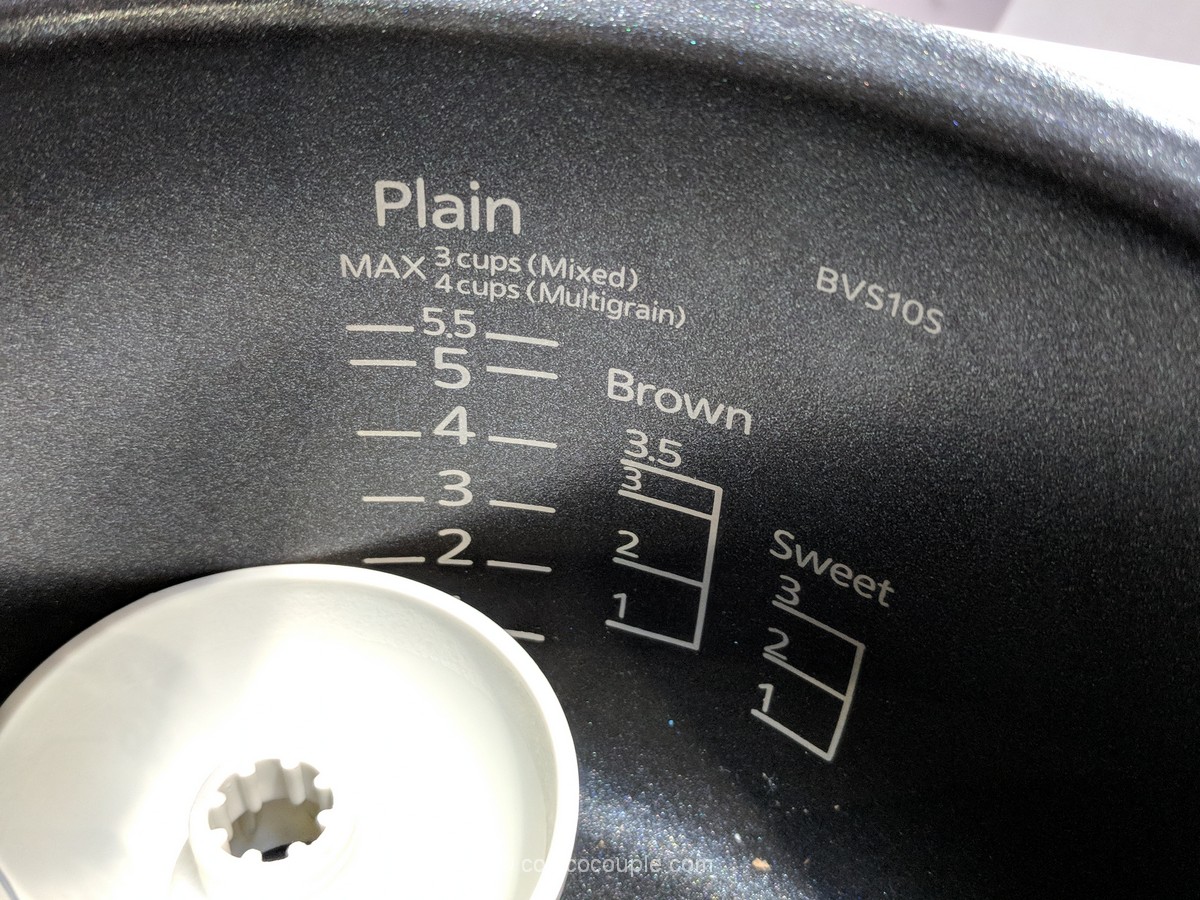 Plain
MAX 3 cups (Mixed)
4 cups (Multigrain)
BVS10S
5.5
5
4
3
2
Brown
3.5
3
2
1
Sweet
3
2
1
costcocouple.com